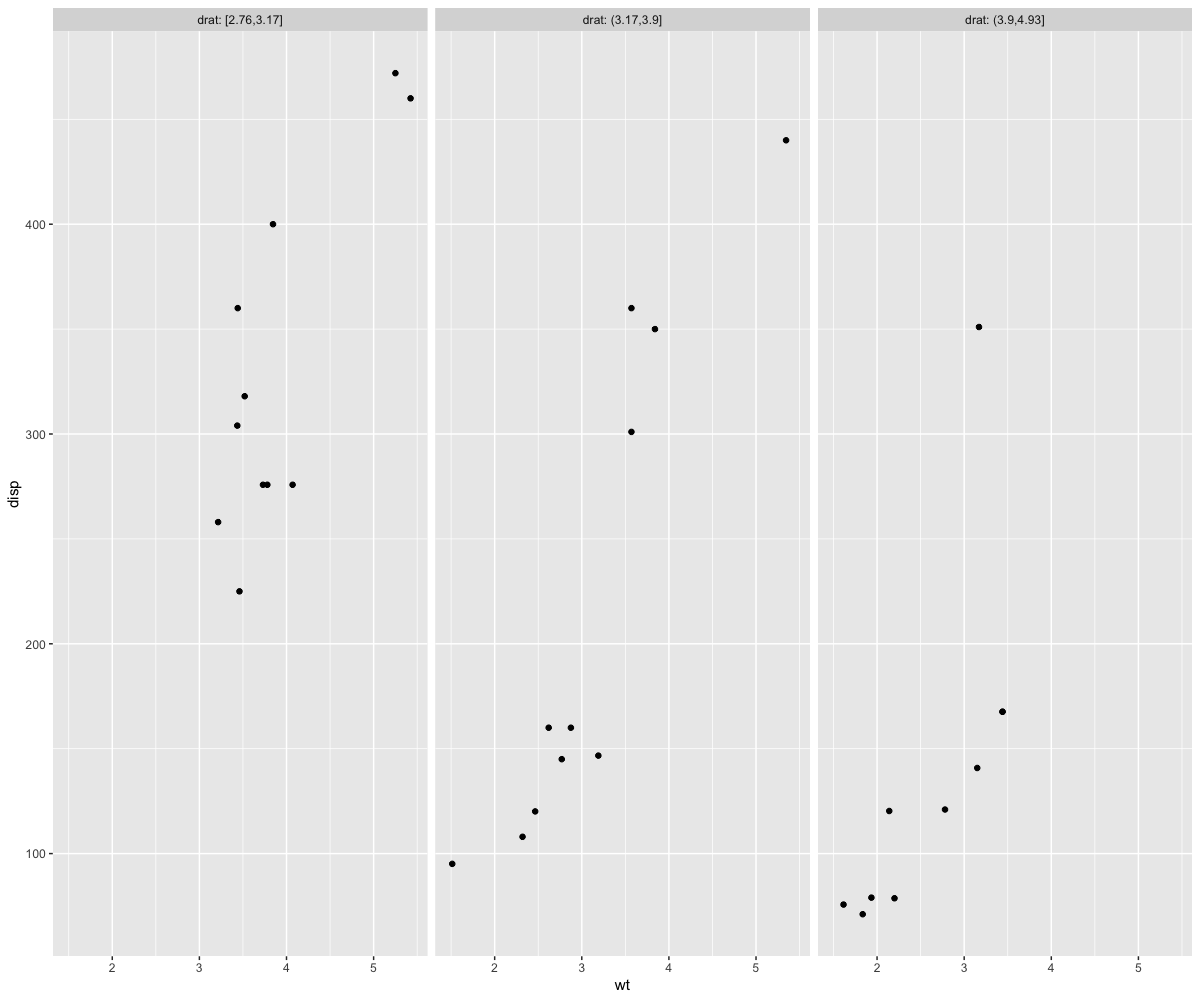 drat: [2.76,3.17]
drat: (3.17,3.9]
drat: (3.9,4.93]
400
300
200
100
disp
2 3 4 5
2 3 4 5
2 3 4 5
wt